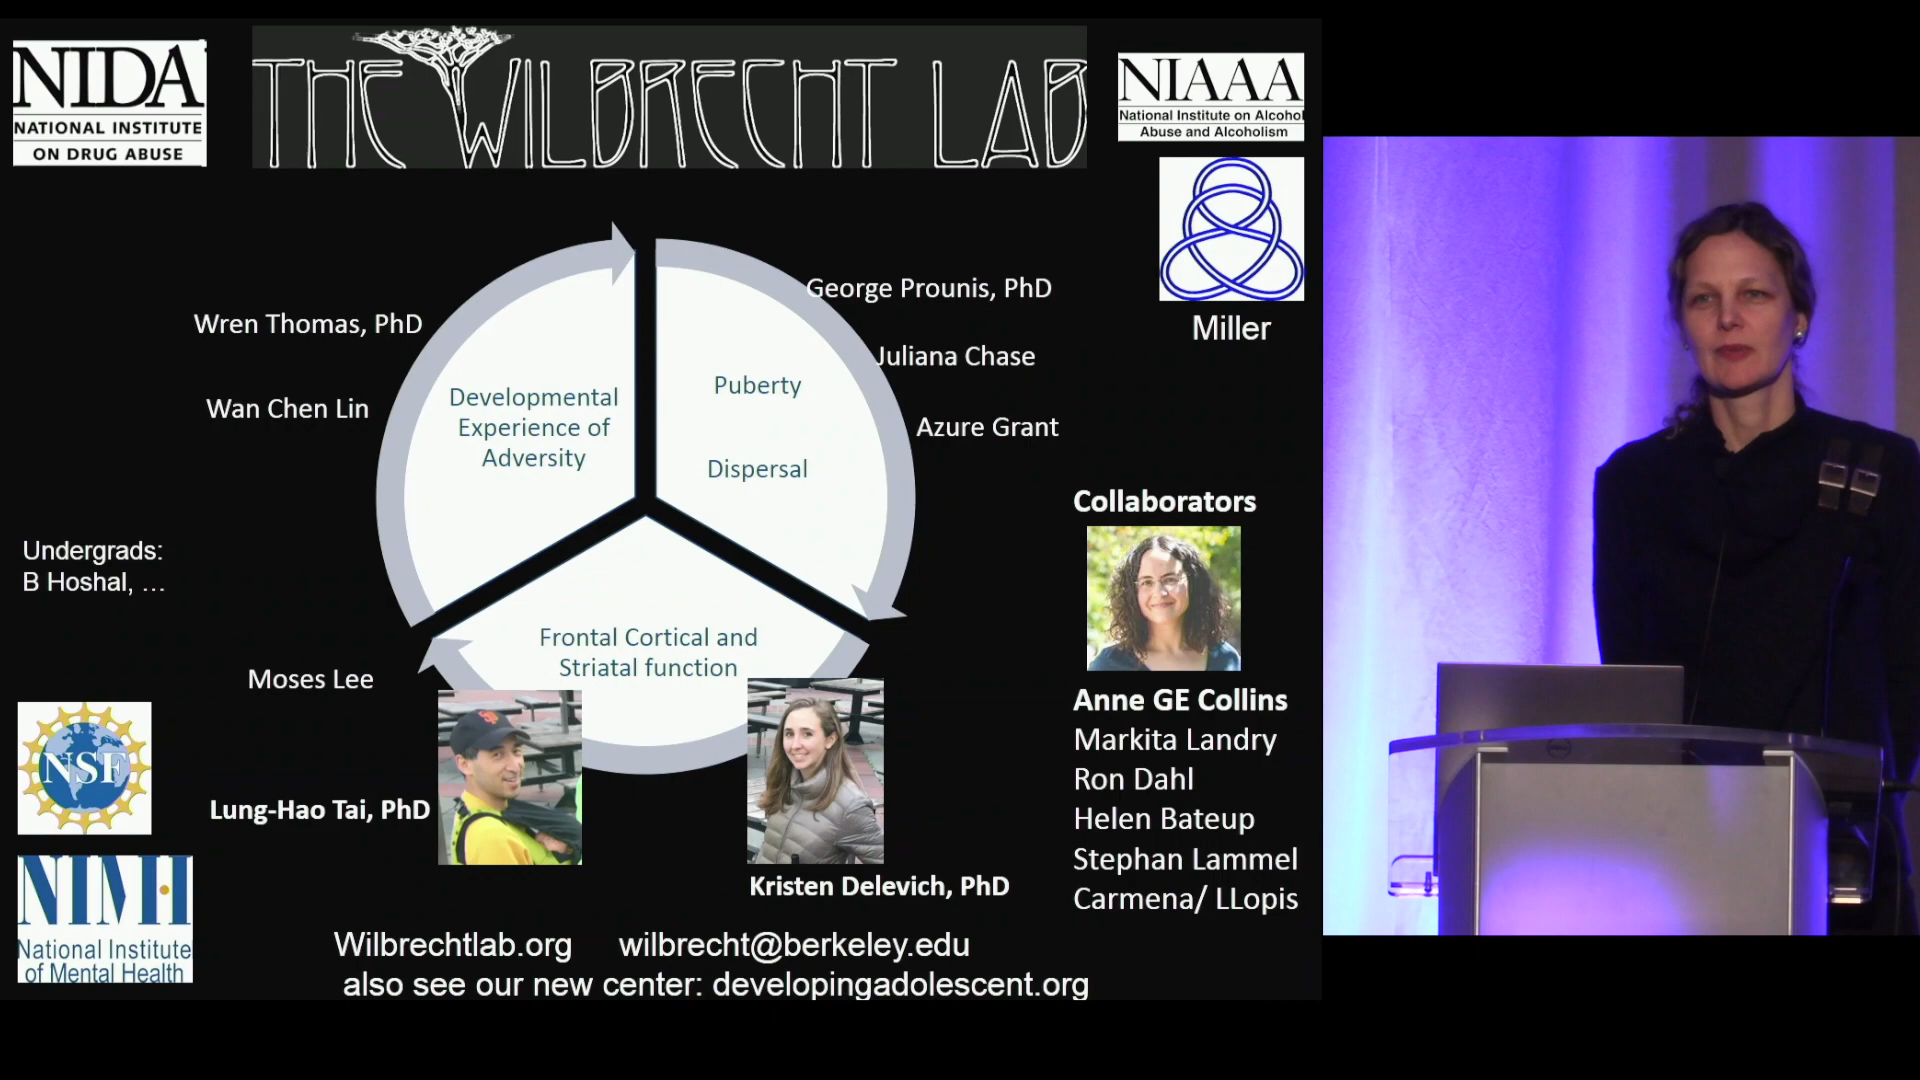 NIDA
NATIONAL INSTITUTE
ON DRUG ABUSE
THE WILBRECHT LAB
NIAAA
National Institute on Alcohol
Abuse and Alcoholism
Miller
George Prounis, PhD
Wren Thomas, PhD
Juliana Chase
Wan Chen Lin
Developmental
Experience of
Adversity
Puberty
Dispersal
Azure Grant
Collaborators
Undergrads:
B Hoshal, …
Frontal Cortical and
Striatal function
Moses Lee
NSF
Lung-Hao Tai, PhD
Kristen Delevich, PhD
Anne GE Collins
Markita Landry
Ron Dahl
Helen Bateup
Stephan Lammel
Carmena/ LLopis
NIMH
National Institute
of Mental Health
Wilbrechtlab.org wilbrecht@berkeley.edu
also see our new center: developingadolescent.org